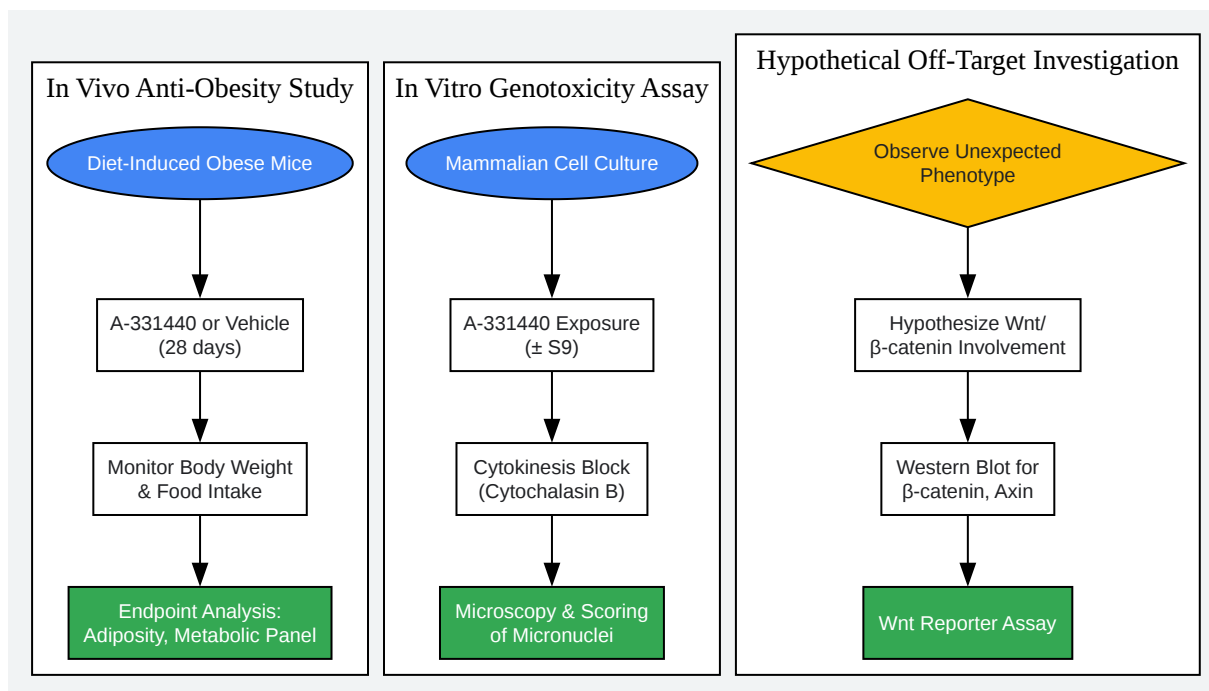 In Vivo Anti-Obesity Study
Diet-Induced Obese Mice
A-331440 or Vehicle
(28 days)
Monitor Body Weight
& Food Intake
Endpoint Analysis:
Adiposity, Metabolic Panel
In Vitro Genotoxicity Assay
Mammalian Cell Culture
A-331440 Exposure
(± S9)
Cytokinesis Block
(Cytochalasin B)
Microscopy & Scoring
of Micronuclei
Hypothetical Off-Target Investigation
Observe Unexpected
Phenotype
Hypothesize Wnt/
β-catenin Involvement
Western Blot for
β-catenin, Axin
Wnt Reporter Assay